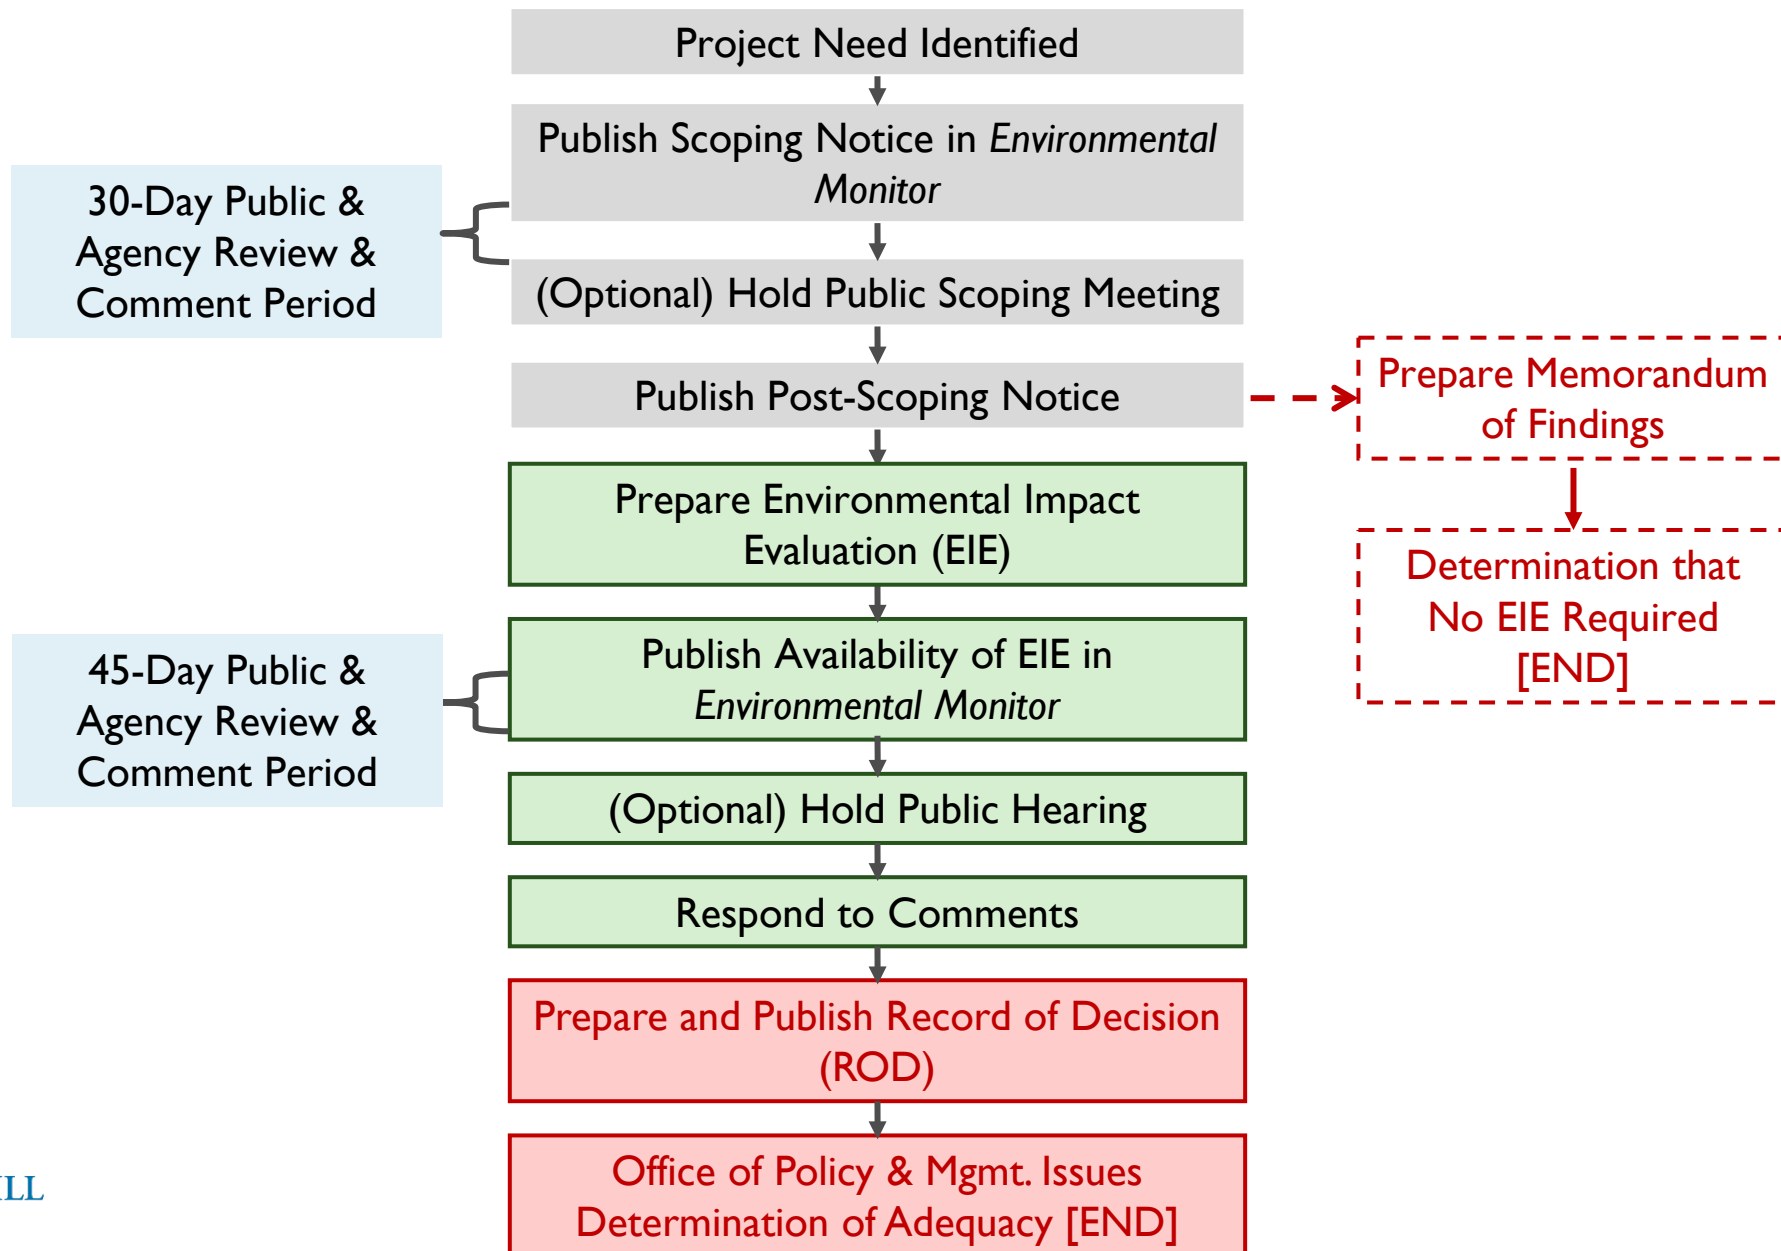 Project Need Identified
Publish Scoping Notice in Environmental
Monitor
30-Day Public &
Agency Review &
Comment Period
(Optional) Hold Public Scoping Meeting
Publish Post-Scoping Notice
Prepare Memorandum
of Findings
Determination that
No EIE Required
[END]
Prepare Environmental Impact
Evaluation (EIE)
Publish Availability of EIE in
Environmental Monitor
45-Day Public &
Agency Review &
Comment Period
(Optional) Hold Public Hearing
Respond to Comments
Prepare and Publish Record of Decision
(ROD)
Office of Policy & Mgmt. Issues
Determination of Adequacy [END]
ILL